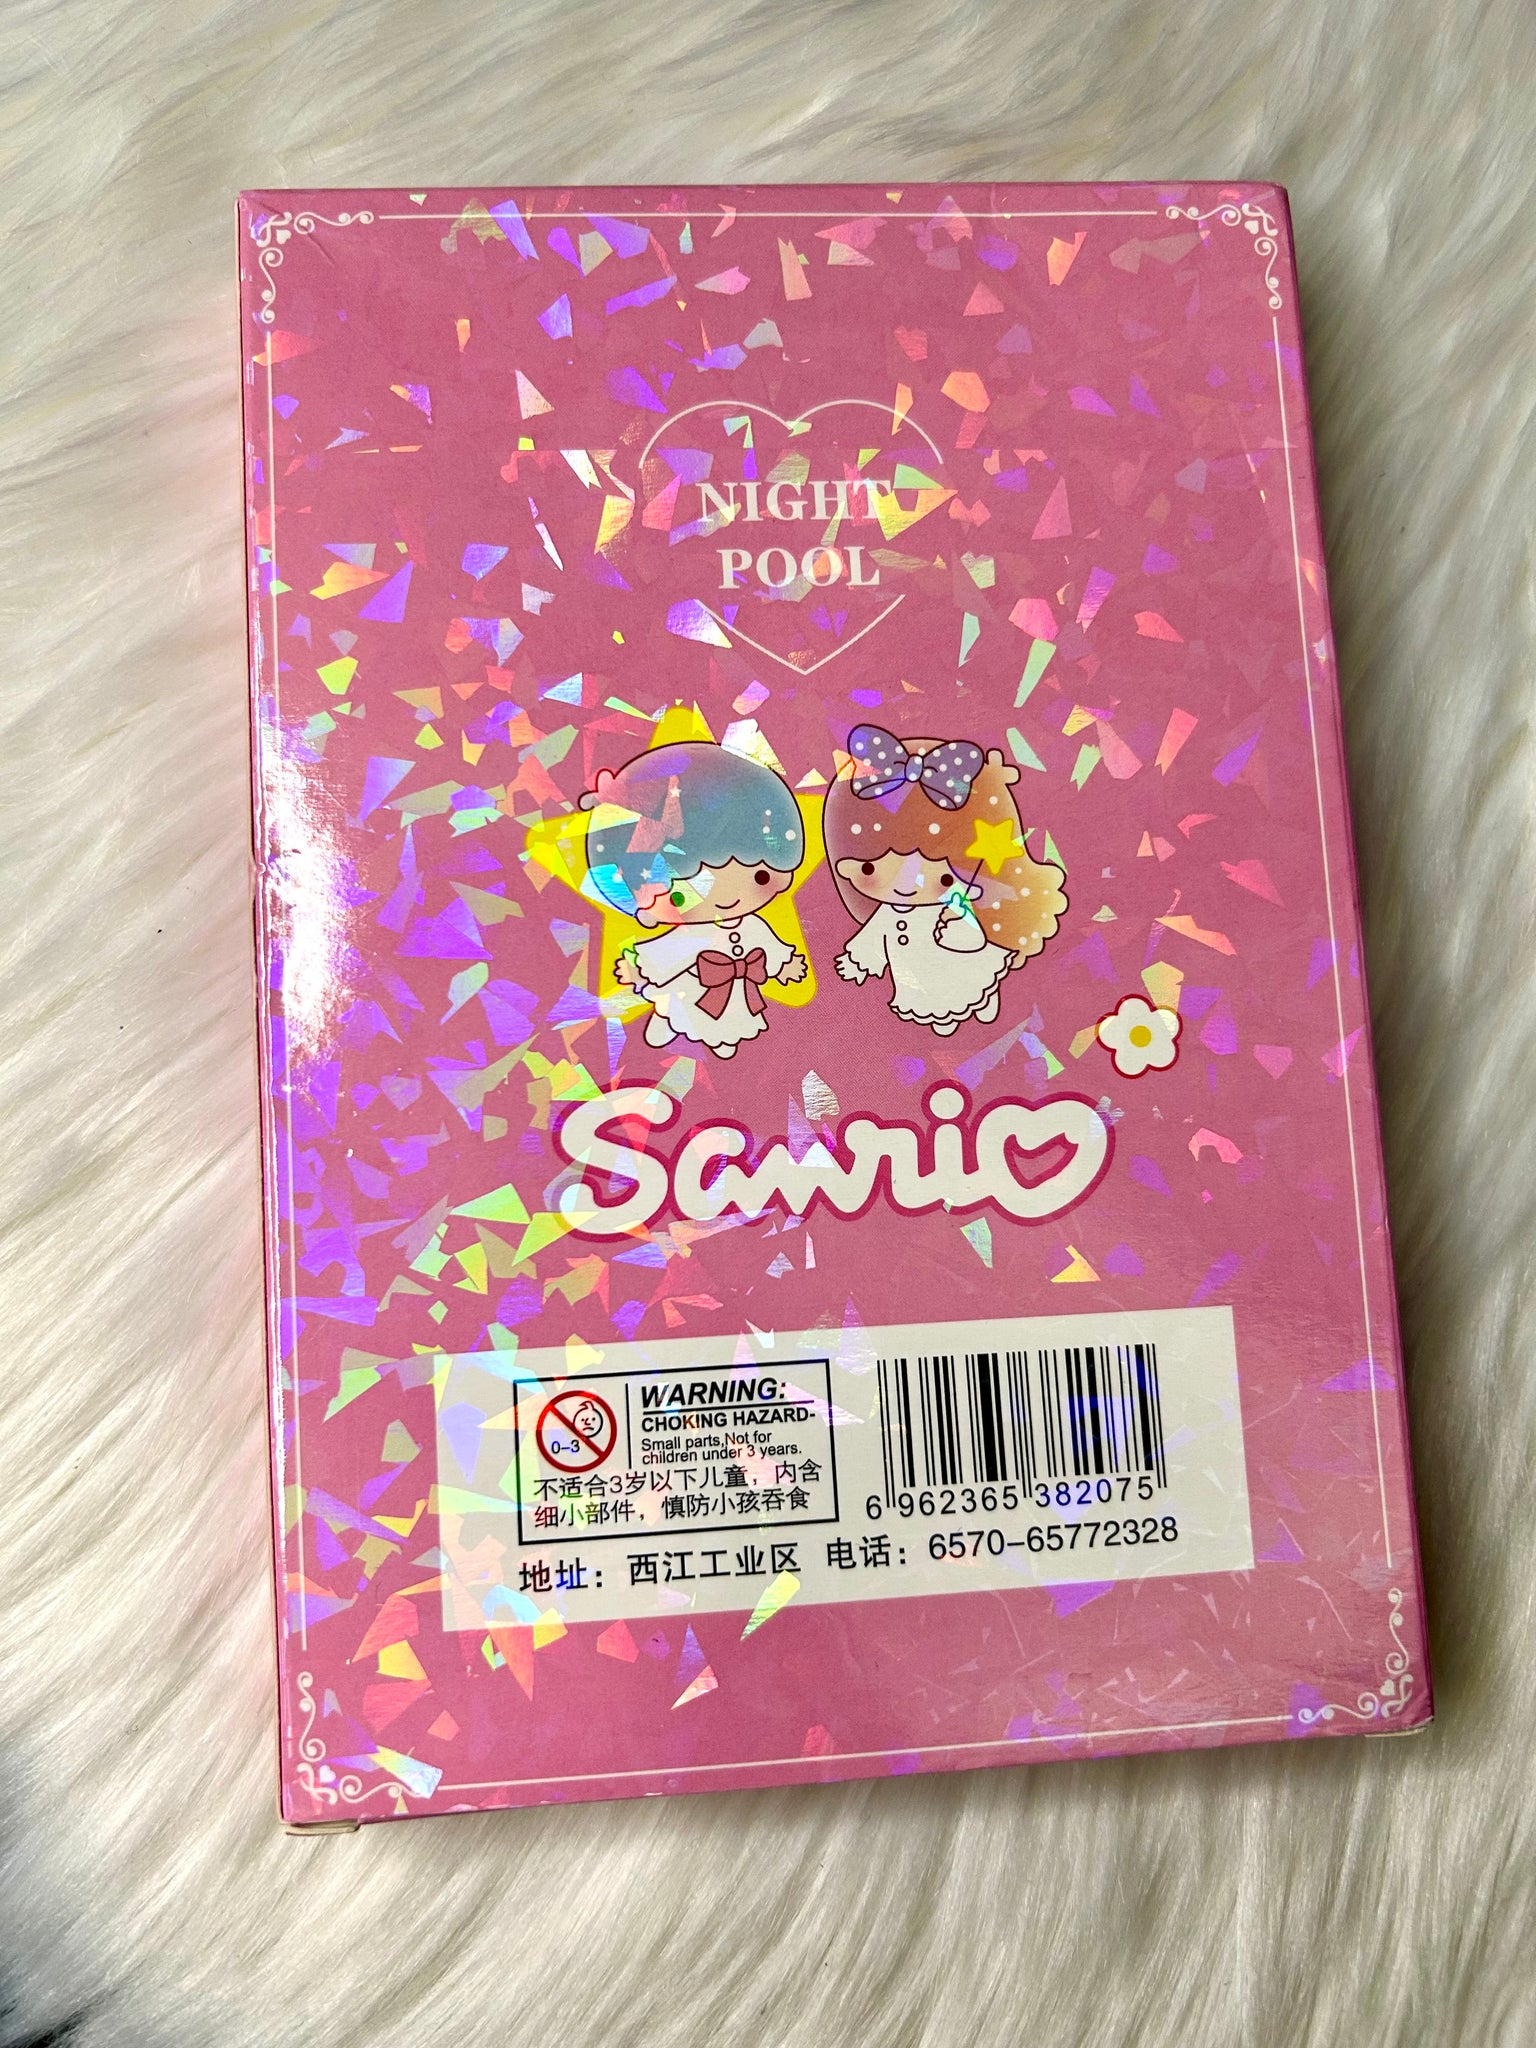 NIGHT
POOL
Sanrio
0-3
WARNING:
CHOKING HAZARD-
Small parts,Not for
children under 3 years.
不适合3岁以下儿童，内含
细小部件，慎防小孩吞食
6 962365 382075
地址：西江工业区 电话：6570-65772328